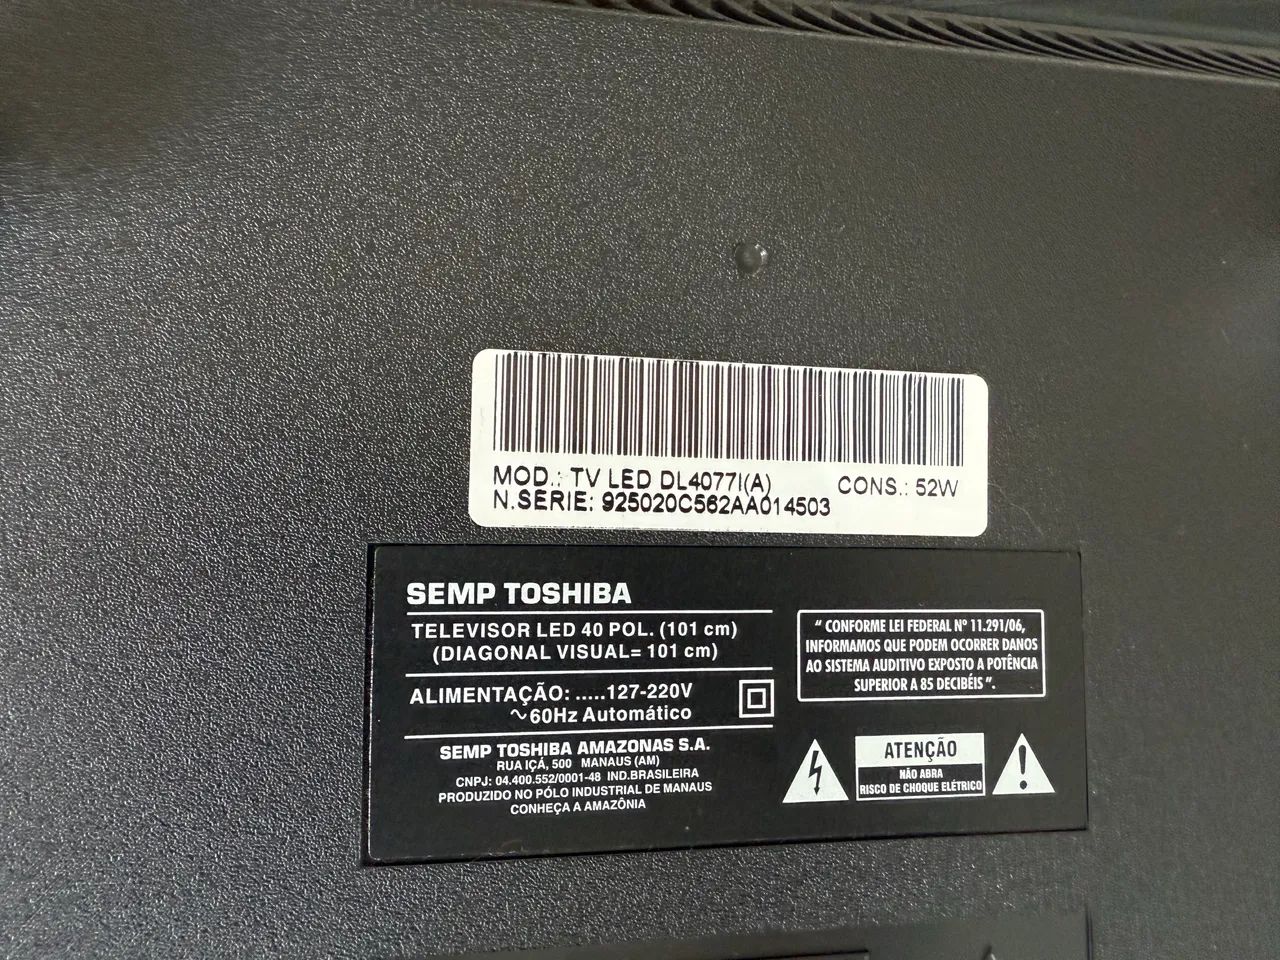 MOD.: TV LED DL4077I(A) CONS.: 52W
N.SERIE: 925020C562AA014503
SEMP TOSHIBA
TELEVISOR LED 40 POL. (101 cm)
(DIAGONAL VISUAL= 101 cm)
ALIMENTAÇÃO: .....127-220V
~60Hz Automático
SEMP TOSHIBA AMAZONAS S.A.
RUA IÇÁ, 500 MANAUS (AM)
CNPJ: 04.400.552/0001-48 IND.BRASILEIRA
PRODUZIDO NO PÓLO INDUSTRIAL DE MANAUS
CONHEÇA A AMAZÔNIA
“ CONFORME LEI FEDERAL Nº 11.291/06,
INFORMAMOS QUE PODEM OCORRER DANOS
AO SISTEMA AUDITIVO EXPOSTO A POTÊNCIA
SUPERIOR A 85 DECIBÉIS ”.
ATENÇÃO
NÃO ABRA
RISCO DE CHOQUE ELÉTRICO